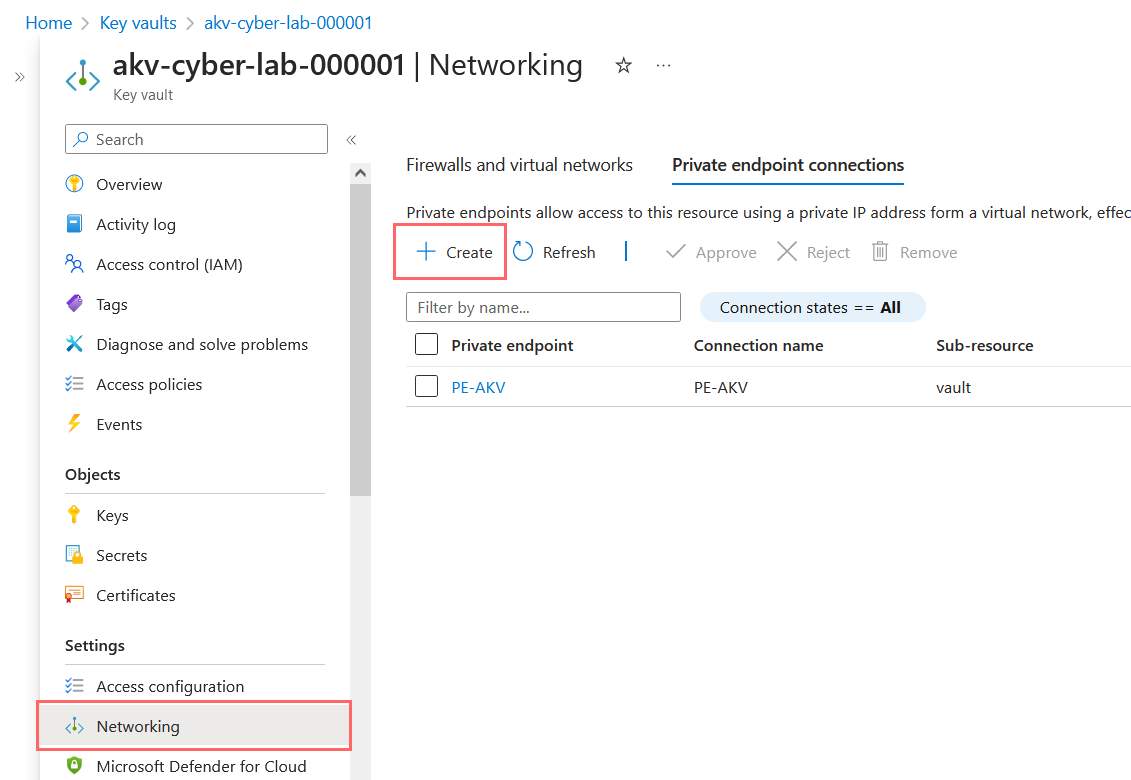 Home > Key vaults > akv-cyber-lab-000001
akv-cyber-lab-000001 | Networking
Key vault
Search
Overview
Activity log
Access control (IAM)
Tags
Diagnose and solve problems
Access policies
Events
Objects
Keys
Secrets
Certificates
Settings
Access configuration
Networking
Microsoft Defender for Cloud
Firewalls and virtual networks Private endpoint connections
Private endpoints allow access to this resource using a private IP address form a virtual network, effec
Create Refresh Approve Reject Remove
Filter by name... Connection states == All
Private endpoint Connection name Sub-resource
PE-AKV PE-AKV vault